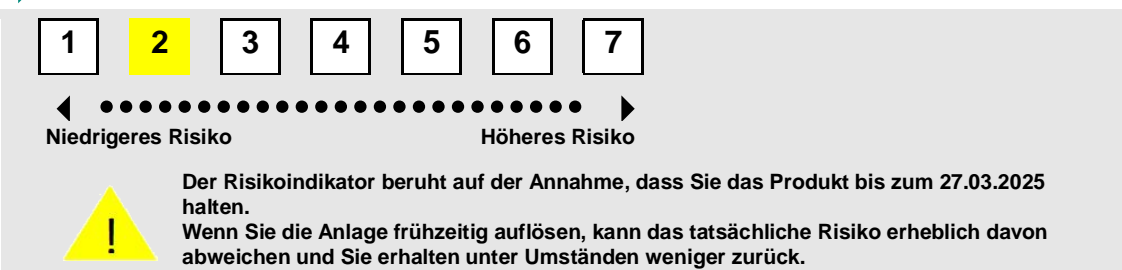 1 2 3 4 5 6 7
Niedrigeres Risiko Höheres Risiko
Der Risikoindikator beruht auf der Annahme, dass Sie das Produkt bis zum 27.03.2025
halten.
! Wenn Sie die Anlage frühzeitig auflösen, kann das tatsächliche Risiko erheblich davon
abweichen und Sie erhalten unter Umständen weniger zurück.